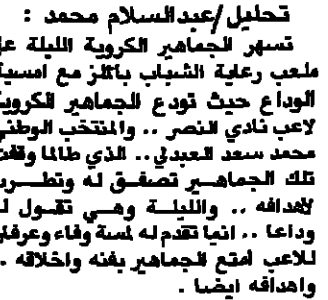 تحليل/عبدالسلام محمد :
تسهر الجماهير الكروية الليلة على
ملعب رعاية الشباب بالتلز مع امسية
الوداع حيث تودع الجماهير الكروية
لاعب نادي النصر .. والمنتخب الوطني
محمد سعد العبدلي .. الذي طالما وقفت
تلك الجماهير تصفق له وتطرب
لاهدافه .. والليلة وهي تقول له
وداعا .. انما تقدم له لمسة وفاء وعرفان
للاعب امتع الجماهير بفنه واخلاقه .
واهدافه ايضا .